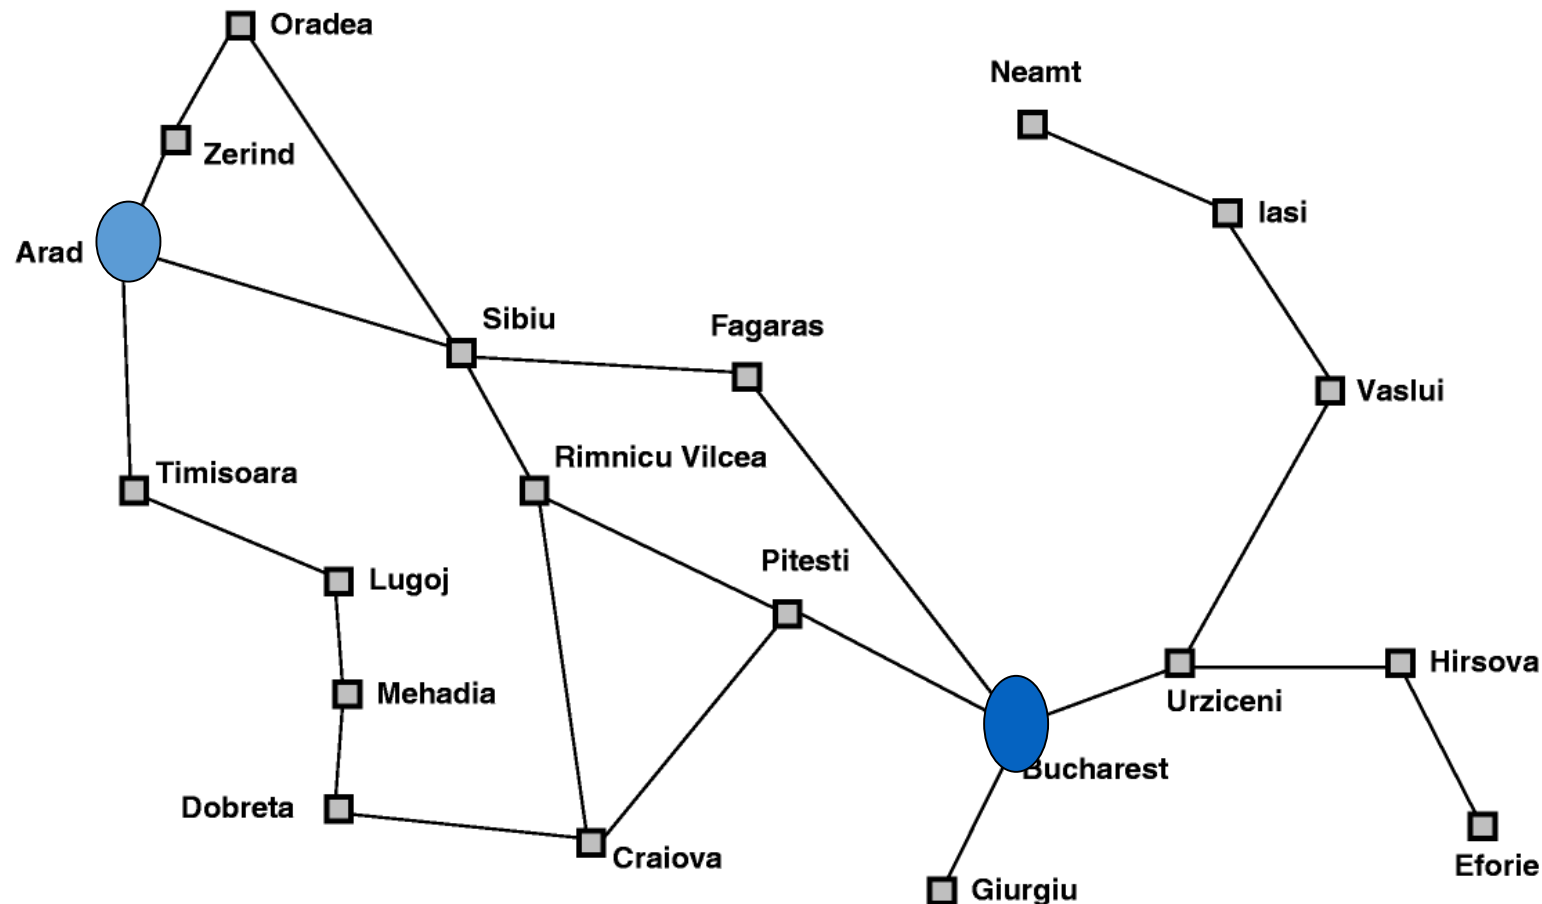 Oradea
Neamt
Zerind
Iasi
Arad
Sibiu
Fagaras
Vaslui
Timisoara
Rimnicu Vilcea
Pitesti
Lugoj
Hirsova
Mehadia
Urziceni
Bucharest
Dobreta
Craiova
Eforie
Giurgiu